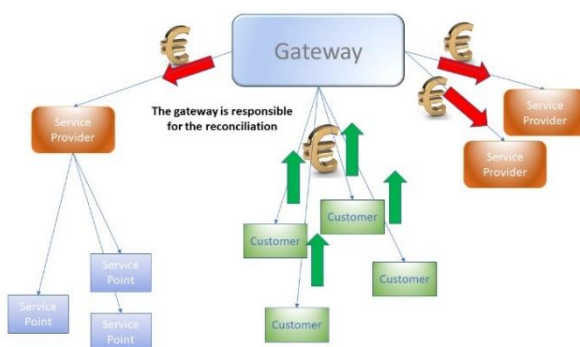 Gateway
The gateway is responsible
for the reconciliation
Service
Provider
Service
Provider
Service
Provider
Customer
Customer
Customer
Customer
Service
Point
Service
Point
Service
Point